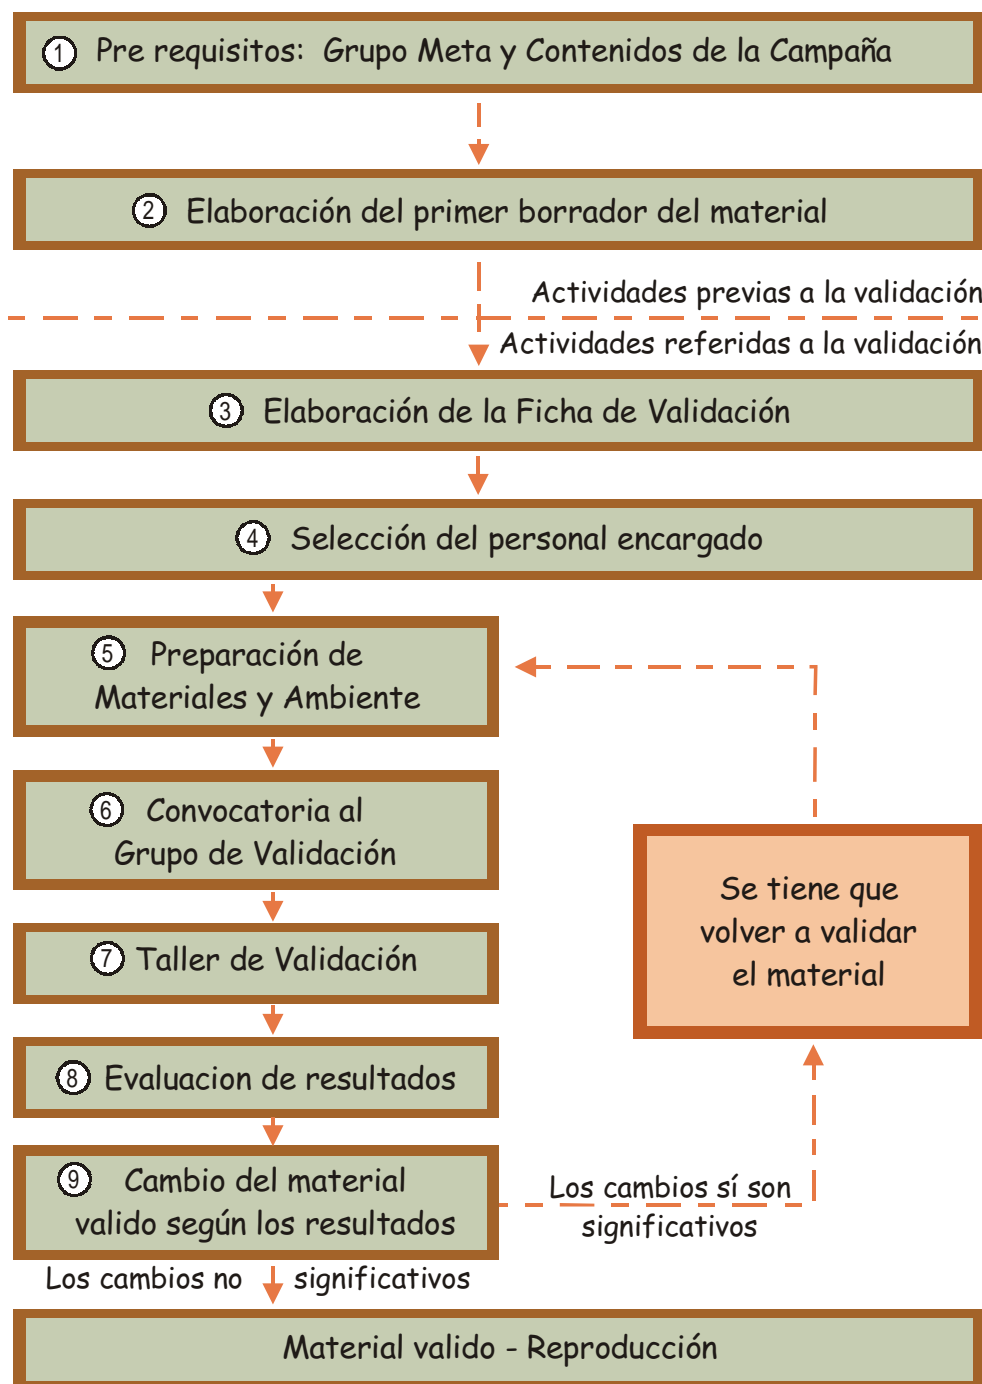 1 Pre requisitos: Grupo Meta y Contenidos de la Campaña
2 Elaboración del primer borrador del material
Actividades previas a la validación
Actividades referidas a la validación
3 Elaboración de la Ficha de Validación
4 Selección del personal encargado
5 Preparación de
Materiales y Ambiente
6 Convocatoria al
Grupo de Validación
7 Taller de Validación
8 Evaluacion de resultados
9 Cambio del material
valido según los resultados
Los cambios sí son
significativos
Se tiene que
volver a validar
el material
Los cambios no significativos
Material valido - Reproducción